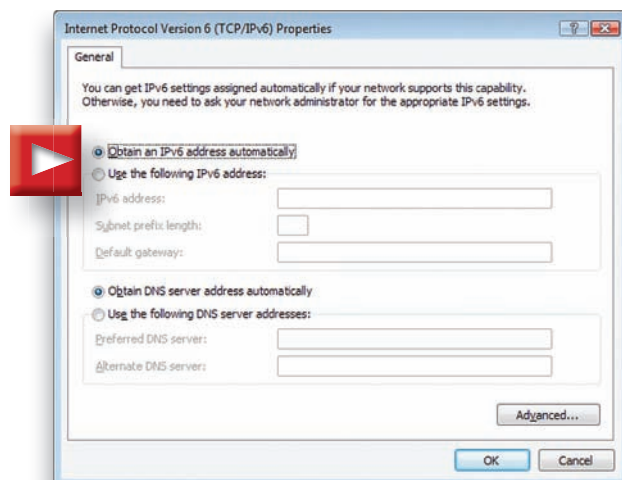 Internet Protocol Version 6 (TCP/IPv6) Properties
General
You can get IPv6 settings assigned automatically if your network supports this capability.
Otherwise, you need to ask your network administrator for the appropriate IPv6 settings.
Obtain an IPv6 address automatically
Use the following IPv6 address:
IPv6 address:
Subnet prefix length:
Default gateway:
Obtain DNS server address automatically
Use the following DNS server addresses:
Preferred DNS server:
Alternate DNS server:
Advanced...
OK Cancel